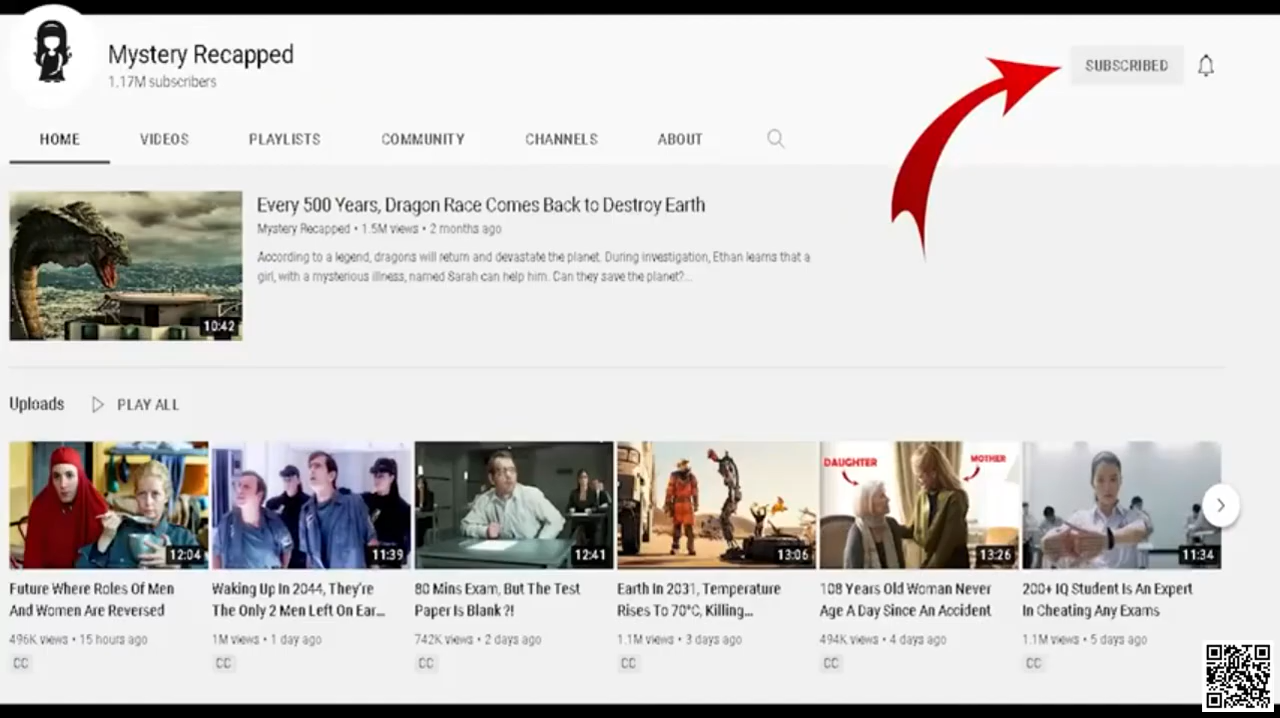 Mystery Recapped
1.17M subscribers
SUBSCRIBED
HOME
VIDEOS
PLAYLISTS
COMMUNITY
CHANNELS
ABOUT
Every 500 Years, Dragon Race Comes Back to Destroy Earth
Mystery Recapped • 1.5M views • 2 months ago
According to a legend, dragons will return and devastate the planet. During investigation, Ethan learns that a
girl, with a mysterious illness, named Sarah can help him. Can they save the planet?...
10:42
Uploads
PLAY ALL
12:04
11:39
12:41
13:06
DAUGHTER
MOTHER
13:26
11:34
Future Where Roles Of Men
And Women Are Reversed
496K views • 15 hours ago
CC
Waking Up In 2044, They're
The Only 2 Men Left On Ear...
1M views • 1 day ago
CC
80 Mins Exam, But The Test
Paper Is Blank ?!
742K views • 2 days ago
CC
Earth In 2031, Temperature
Rises To 70°C, Killing...
1.1M views • 3 days ago
CC
108 Years Old Woman Never
Age A Day Since An Accident
494K views • 4 days ago
CC
200+ IQ Student Is An Expert
In Cheating Any Exams
1.1M views • 5 days ago
CC